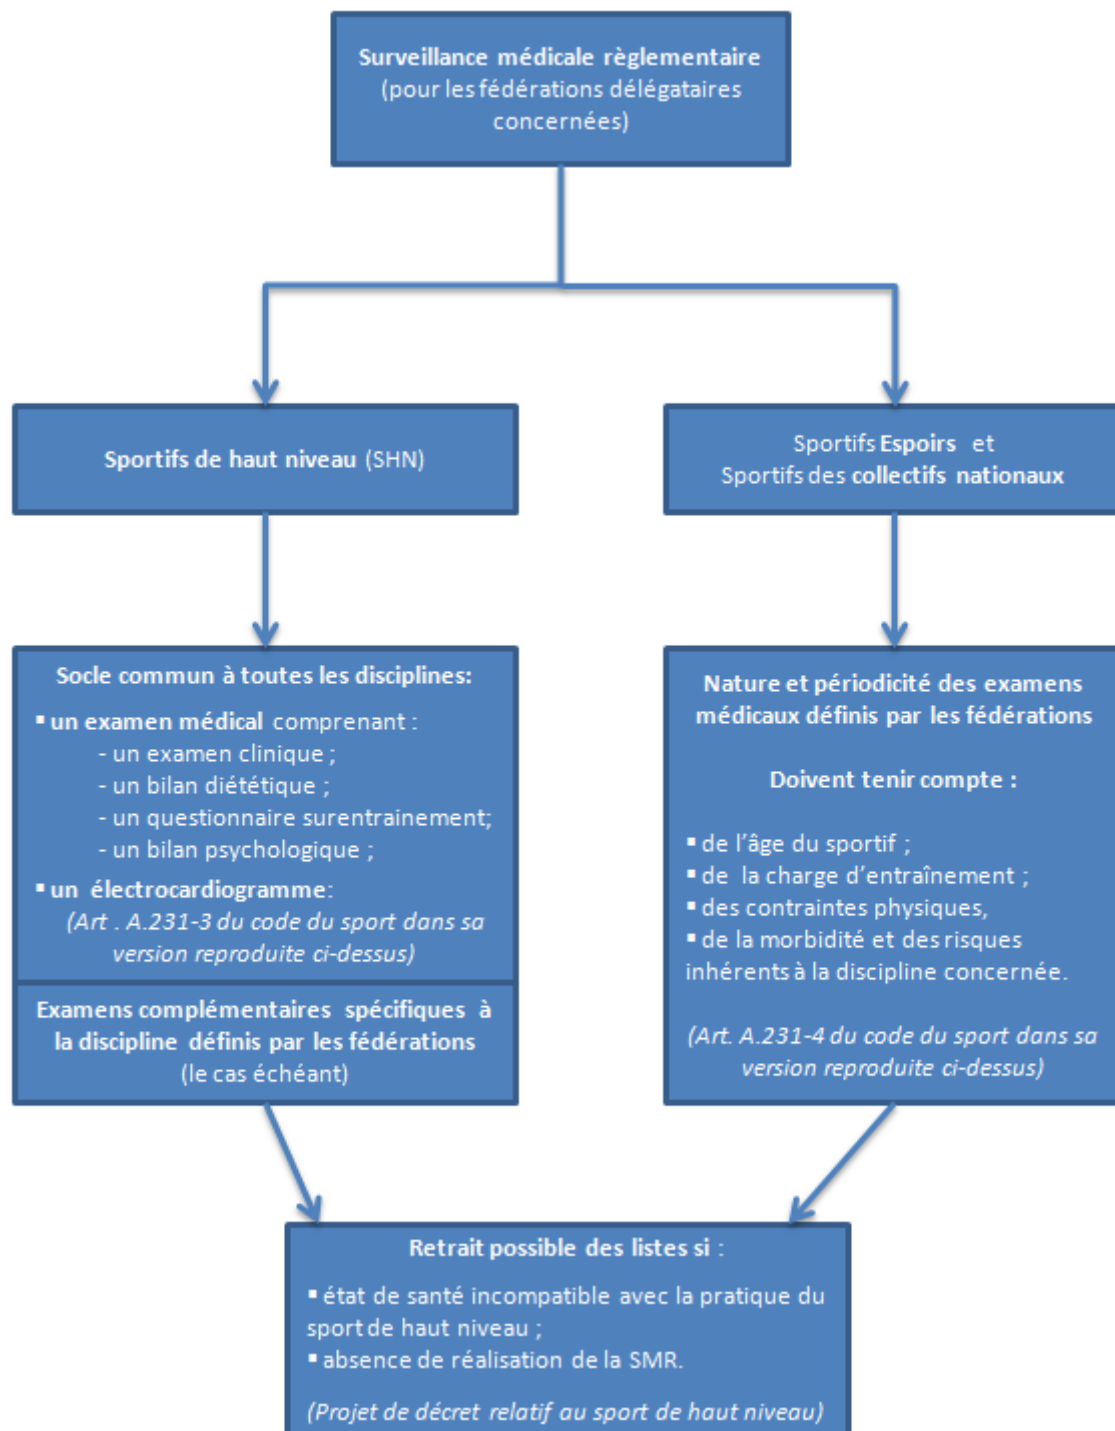 Surveillance médicale règlementaire
(pour les fédérations délégataires
concernées)
Sportifs de haut niveau (SHN)
Sportifs Espoirs et
Sportifs des collectifs nationaux
Socle commun à toutes les disciplines:
▪ un examen médical comprenant :
- un examen clinique ;
- un bilan diététique ;
- un questionnaire surentrainement;
- un bilan psychologique ;
▪ un électrocardiogramme:
(Art . A.231-3 du code du sport dans sa
version reproduite ci-dessus)
Examens complémentaires spécifiques à
la discipline définis par les fédérations
(le cas échéant)
Nature et périodicité des examens
médicaux définis par les fédérations
Doivent tenir compte :
▪ de l'âge du sportif ;
▪ de la charge d'entraînement ;
▪ des contraintes physiques,
▪ de la morbidité et des risques
inhérents à la discipline concernée.
(Art. A.231-4 du code du sport dans sa
version reproduite ci-dessus)
Retrait possible des listes si :
▪ état de santé incompatible avec la pratique du
sport de haut niveau ;
▪ absence de réalisation de la SMR.
(Projet de décret relatif au sport de haut niveau)